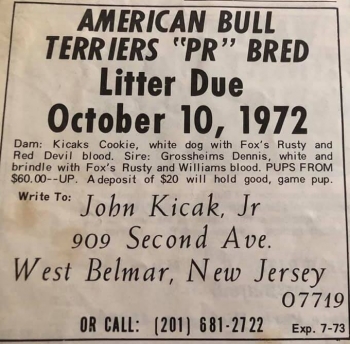 AMERICAN BULL
TERRIERS "PR" BRED
Litter Due
October 10, 1972
Dam: Kicaks Cookie, white dog with Fox's Rusty and
Red Devil blood. Sire: Grossheims Dennis, white and
brindle with Fox's Rusty and Williams blood. PUPS FROM
$60.00--UP. A deposit of $20 will hold good, game pup.
Write To: John Kicak, Jr
909 Second Ave.
West Belmar, New Jersey
07719
OR CALL: (201) 681-2722 Exp. 7-73